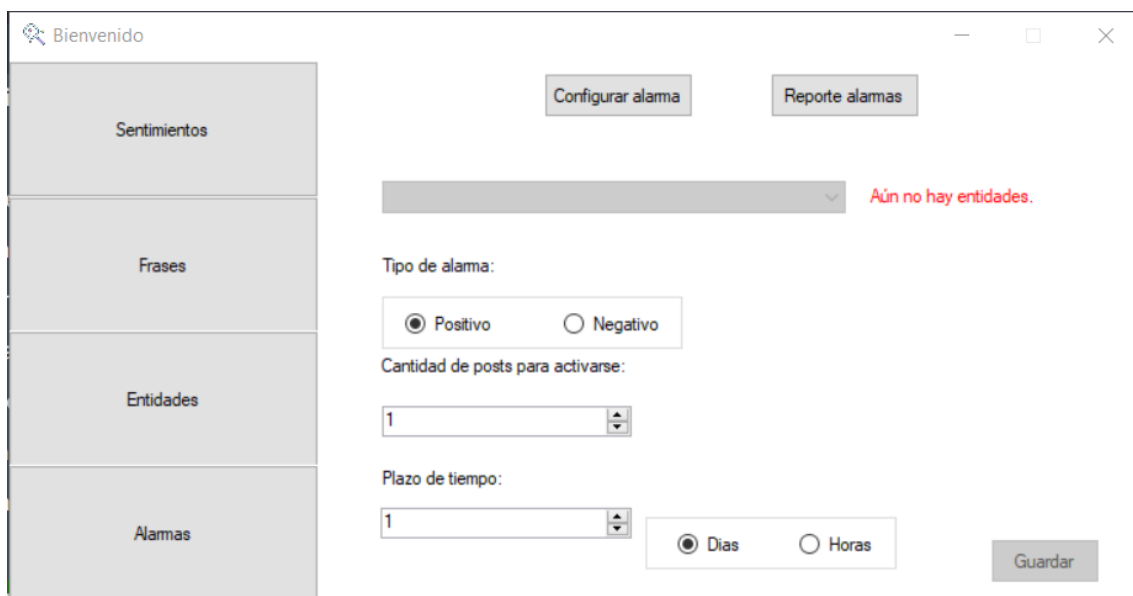 Bienvenido
Sentimientos
Frases
Entidades
Alarmas
Configurar alarma
Reporte alarmas
Aún no hay entidades.
Tipo de alarma:
Positivo
Negativo
Cantidad de posts para activarse:
1
Plazo de tiempo:
1
Dias
Horas
Guardar